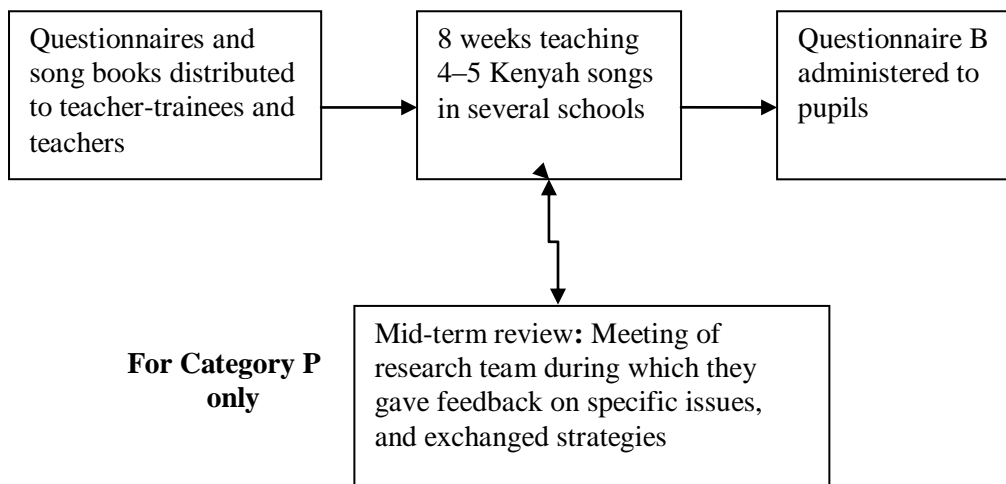 Questionnaires and
song books distributed
to teacher-trainees and
teachers
8 weeks teaching
4–5 Kenyah songs
in several schools
Questionnaire B
administered to
pupils
For Category P
only
Mid-term review: Meeting of
research team during which they
gave feedback on specific issues,
and exchanged strategies